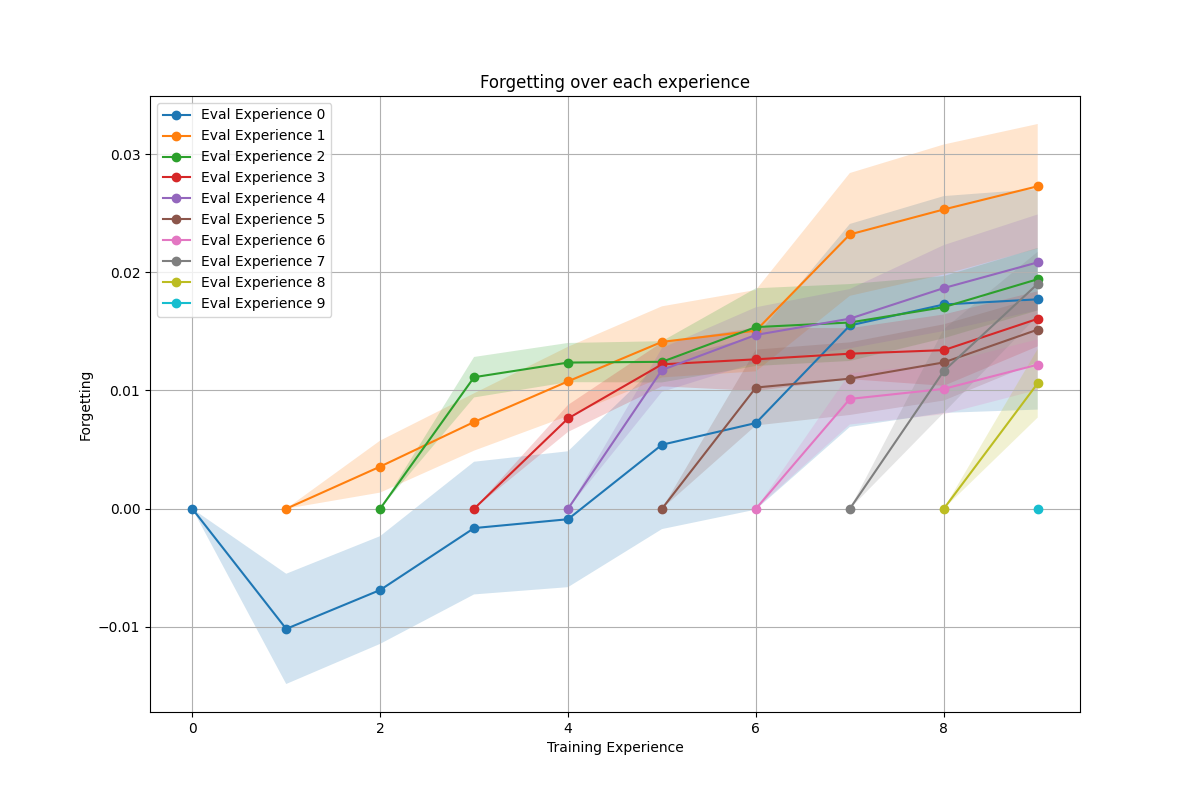 Forgetting over each experience
Eval Experience 0
Eval Experience 1
Eval Experience 2
Eval Experience 3
Eval Experience 4
Eval Experience 5
Eval Experience 6
Eval Experience 7
Eval Experience 8
Eval Experience 9
0.03
0.02
0.01
0.00
−0.01
Forgetting
0 2 4 6 8
Training Experience